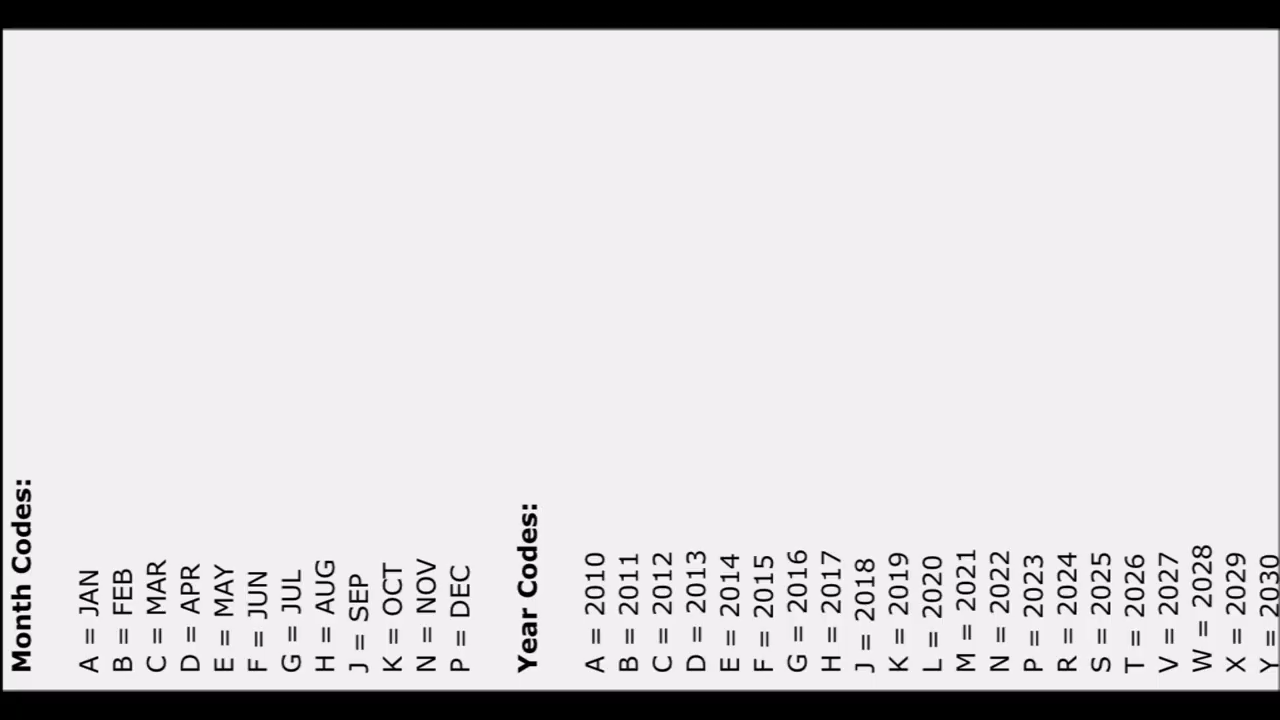 Month Codes:
A = JAN
B = FEB
C = MAR
D = APR
E = MAY
F = JUN
G = JUL
H = AUG
J = SEP
K = OCT
N = NOV
P = DEC
Year Codes:
A = 2010
B = 2011
C = 2012
D = 2013
E = 2014
F = 2015
G = 2016
H = 2017
J = 2018
K = 2019
L = 2020
M = 2021
N = 2022
P = 2023
R = 2024
S = 2025
T = 2026
V = 2027
W = 2028
X = 2029
Y = 2030